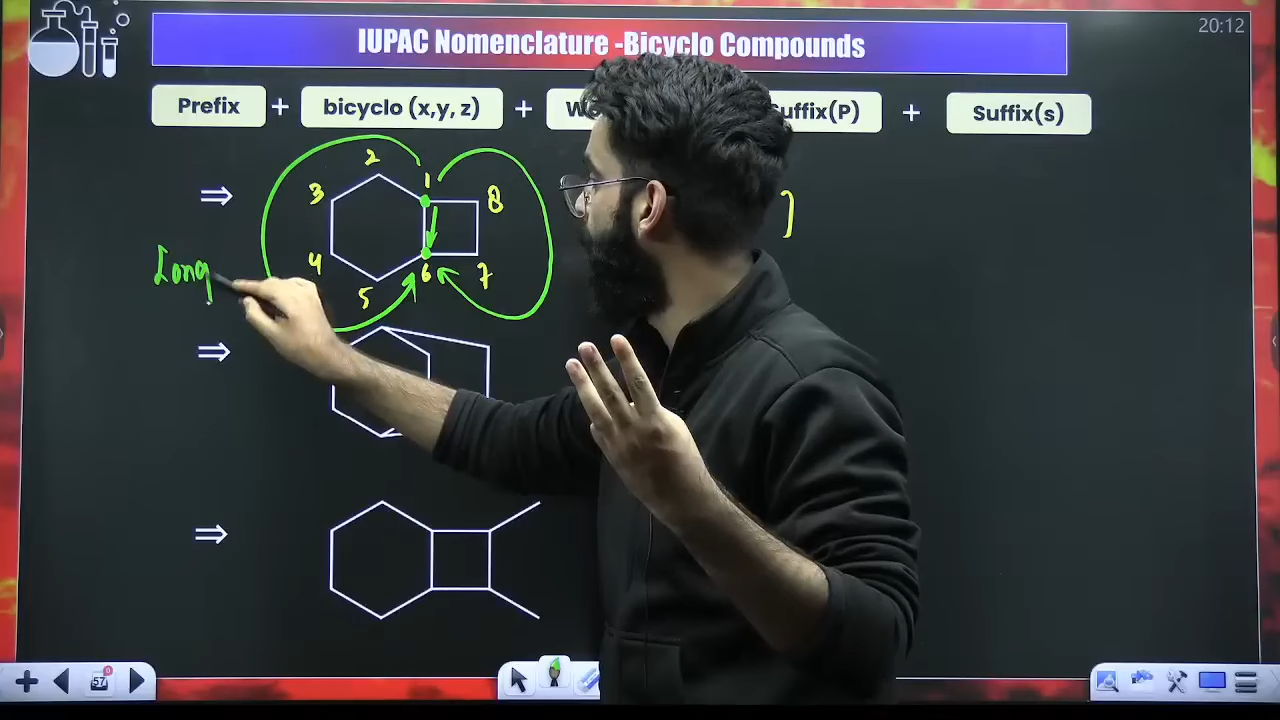 20:12
IUPAC Nomenclature -Bicyclo Compounds
Prefix + bicyclo (x,y, z) + Suffix(P) + Suffix(s)
⇒ 2 1 3 8 ]
4 6 7 5
Long
⇒
⇒
57